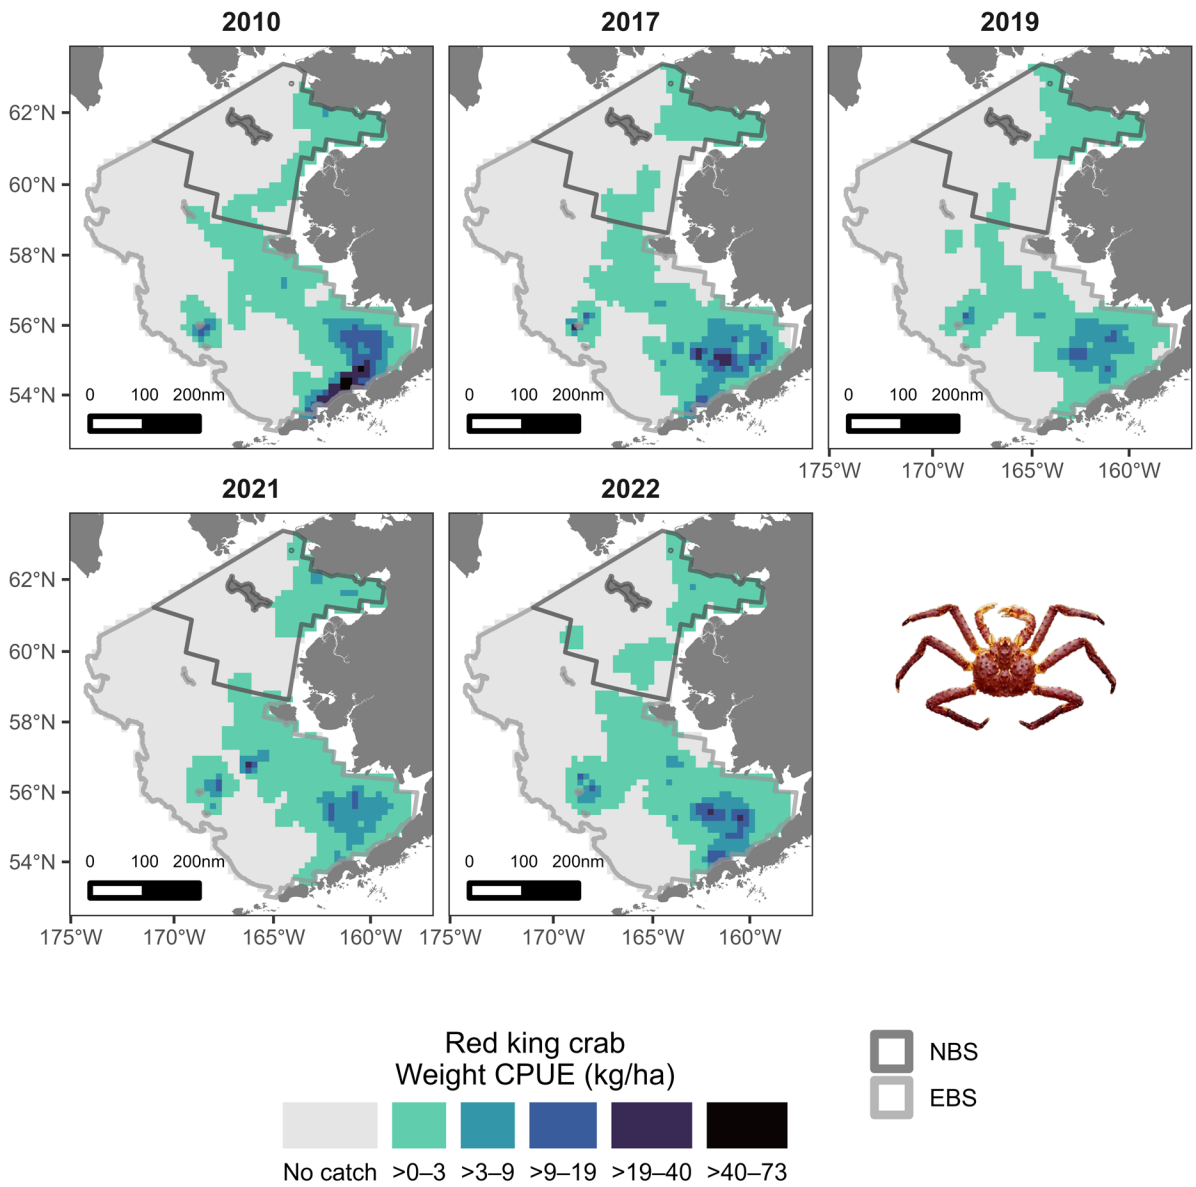 2010
2017
2019
62°N
60°N
58°N
56°N
54°N
0 100 200nm
0 100 200nm
0 100 200nm
175°W 170°W 165°W 160°W
2021
2022
62°N
60°N
58°N
56°N
54°N
0 100 200nm
0 100 200nm
175°W 170°W 165°W 160°W
175°W 170°W 165°W 160°W
Red king crab
Weight CPUE (kg/ha)
No catch >0–3 >3–9 >9–19 >19–40 >40–73
NBS
EBS